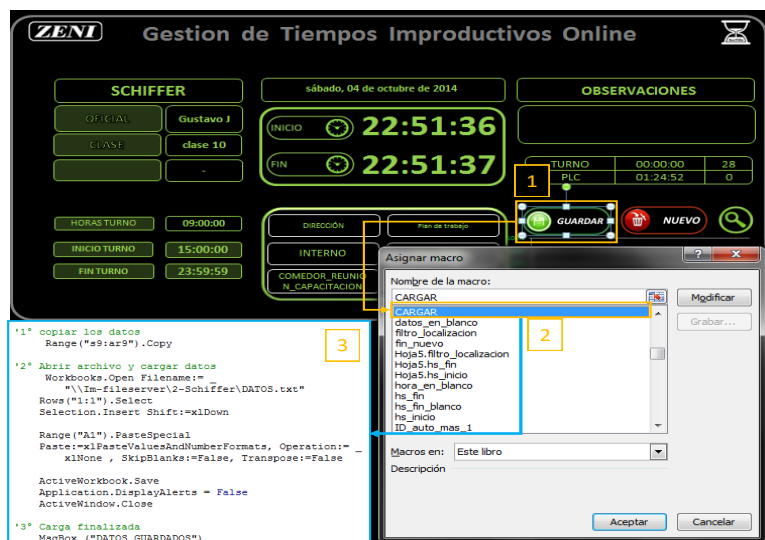 ZENI
Gestion de Tiempos Improductivos Online
SCHIFFER
OFICIAL Gustavo J
CLASE clase 10
-
HORAS TURNO 09:00:00
INICIO TURNO 15:00:00
FIN TURNO 23:59:59
sábado, 04 de octubre de 2014
INICIO 22:51:36
FIN 22:51:37
DIRECCIÓN Plan de trabajo
INTERNO
COMEDOR_REUNIO
N_CAPACITACION
OBSERVACIONES
TURNO 00:00:00 28
PLC 01:24:52 0
1
GUARDAR
NUEVO
Asignar macro
Nombre de la macro:
CARGAR
Modificar
Grabar...
CARGAR
datos_en_blanco
filtro_localizacion
fin_nuevo
Hoja5.filtro_localizacion
Hoja5.hs_fin
Hoja5.hs_inicio
hora_en_blanco
hs_fin
hs_fin_blanco
hs_inicio
ID_auto_mas_1
2
Macros en: Este libro
Descripción
Aceptar
Cancelar
3
'1° copiar los datos
Range("s9:ar9").Copy
'2° Abrir archivo y cargar datos
Workbooks.Open Filename:= _
"\\Im-fileserver\2-Schiffer\DATOS.txt"
Rows("1:1").Select
Selection.Insert Shift:=xlDown
Range("A1").PasteSpecial
Paste:=xlPasteValuesAndNumberFormats, Operation:= _
xlNone , SkipBlanks:=False, Transpose:=False
ActiveWorkbook.Save
Application.DisplayAlerts = False
ActiveWindow.Close
'3° Carga finalizada
MsgBox ("DATOS GUARDADOS")